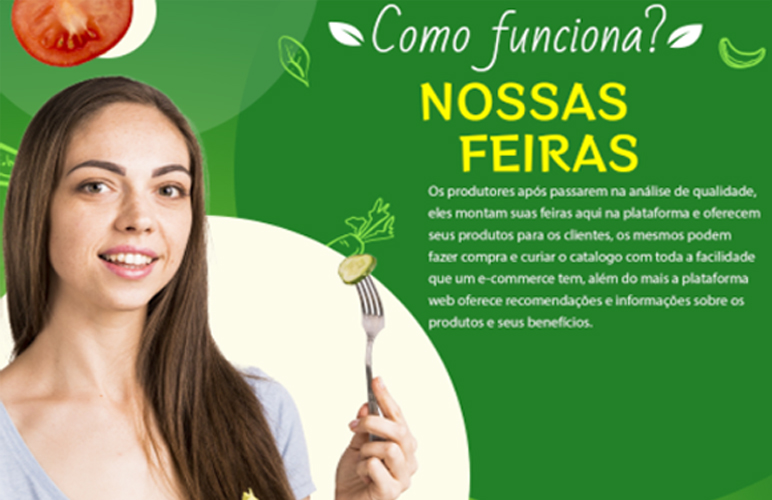 Como funciona?
NOSSAS
FEIRAS
Os produtores após passarem na análise de qualidade,
eles montam suas feiras aqui na plataforma e oferecem
seus produtos para os clientes, os mesmos podem
fazer compra e curiar o catalogo com toda a facilidade
que um e-commerce tem, além do mais a plataforma
web oferece recomendações e informações sobre os
produtos e seus benefícios.